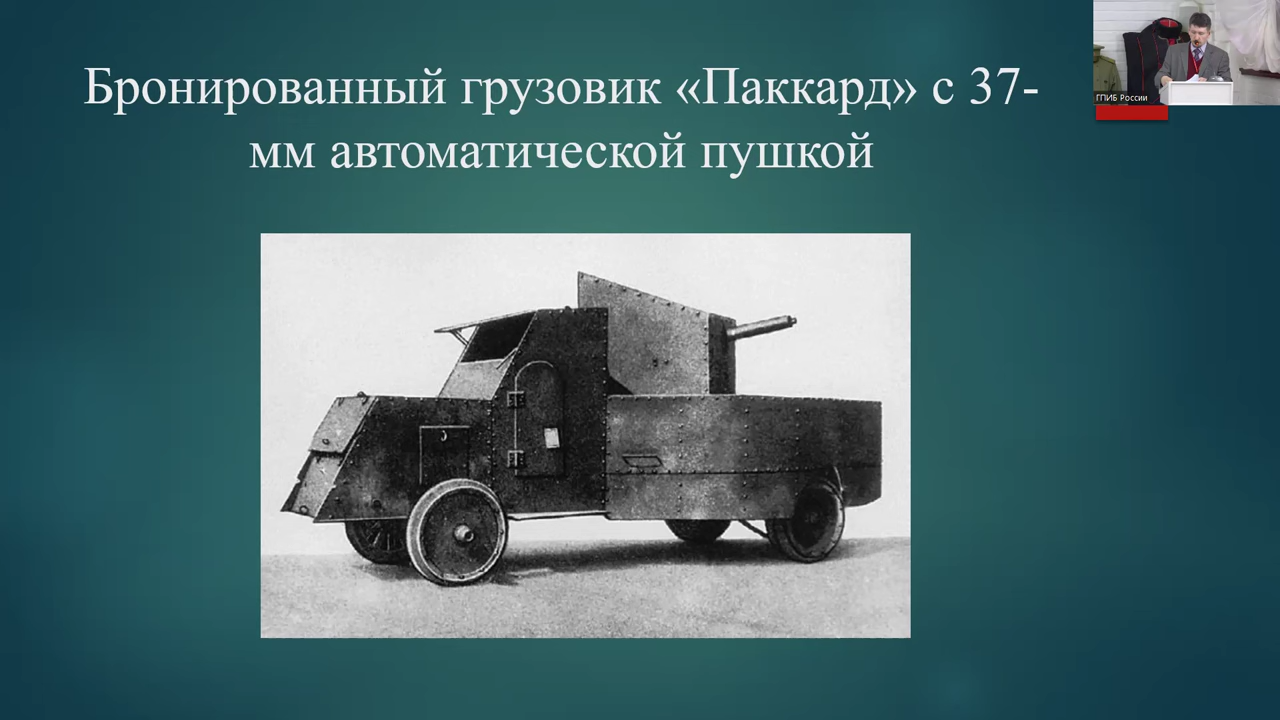 Бронированный грузовик «Паккард» с 37-
мм автоматической пушкой
ГПИБ России